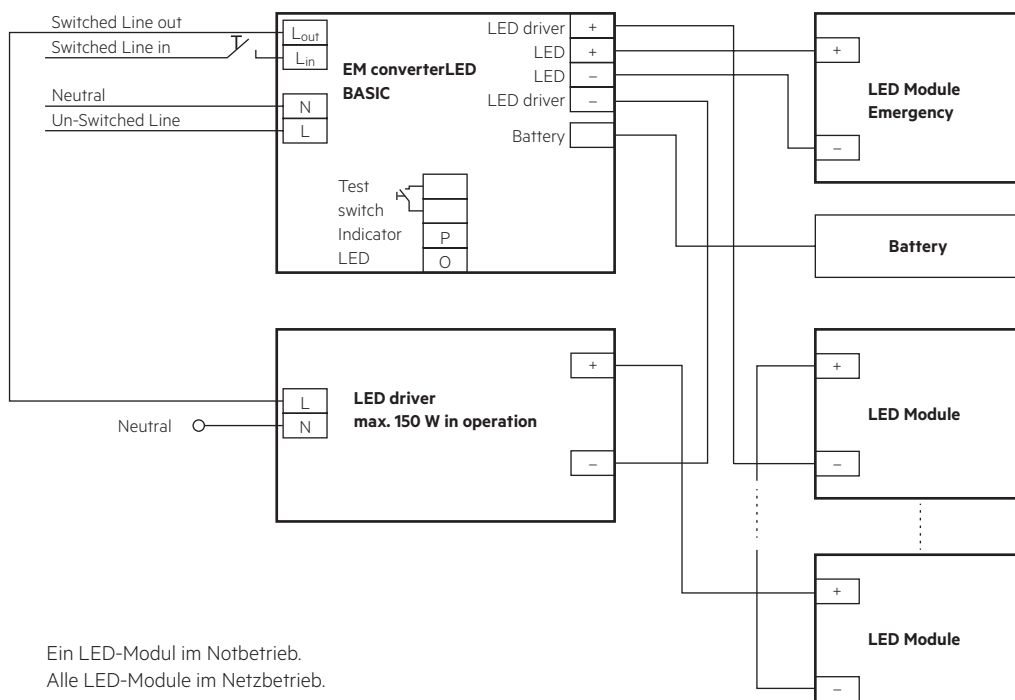 Switched Line out
Switched Line in
Neutral
Un-Switched Line
Lout
Lin
N
L
EM converterLED
BASIC
LED driver +
LED +
LED –
LED driver –
Battery
Test
switch
Indicator P
LED O
+
–
LED Module
Emergency
Battery
L
N
Neutral
LED driver
max. 150 W in operation
+
–
+
–
LED Module
+
–
LED Module
Ein LED-Modul im Notbetrieb.
Alle LED-Module im Netzbetrieb.